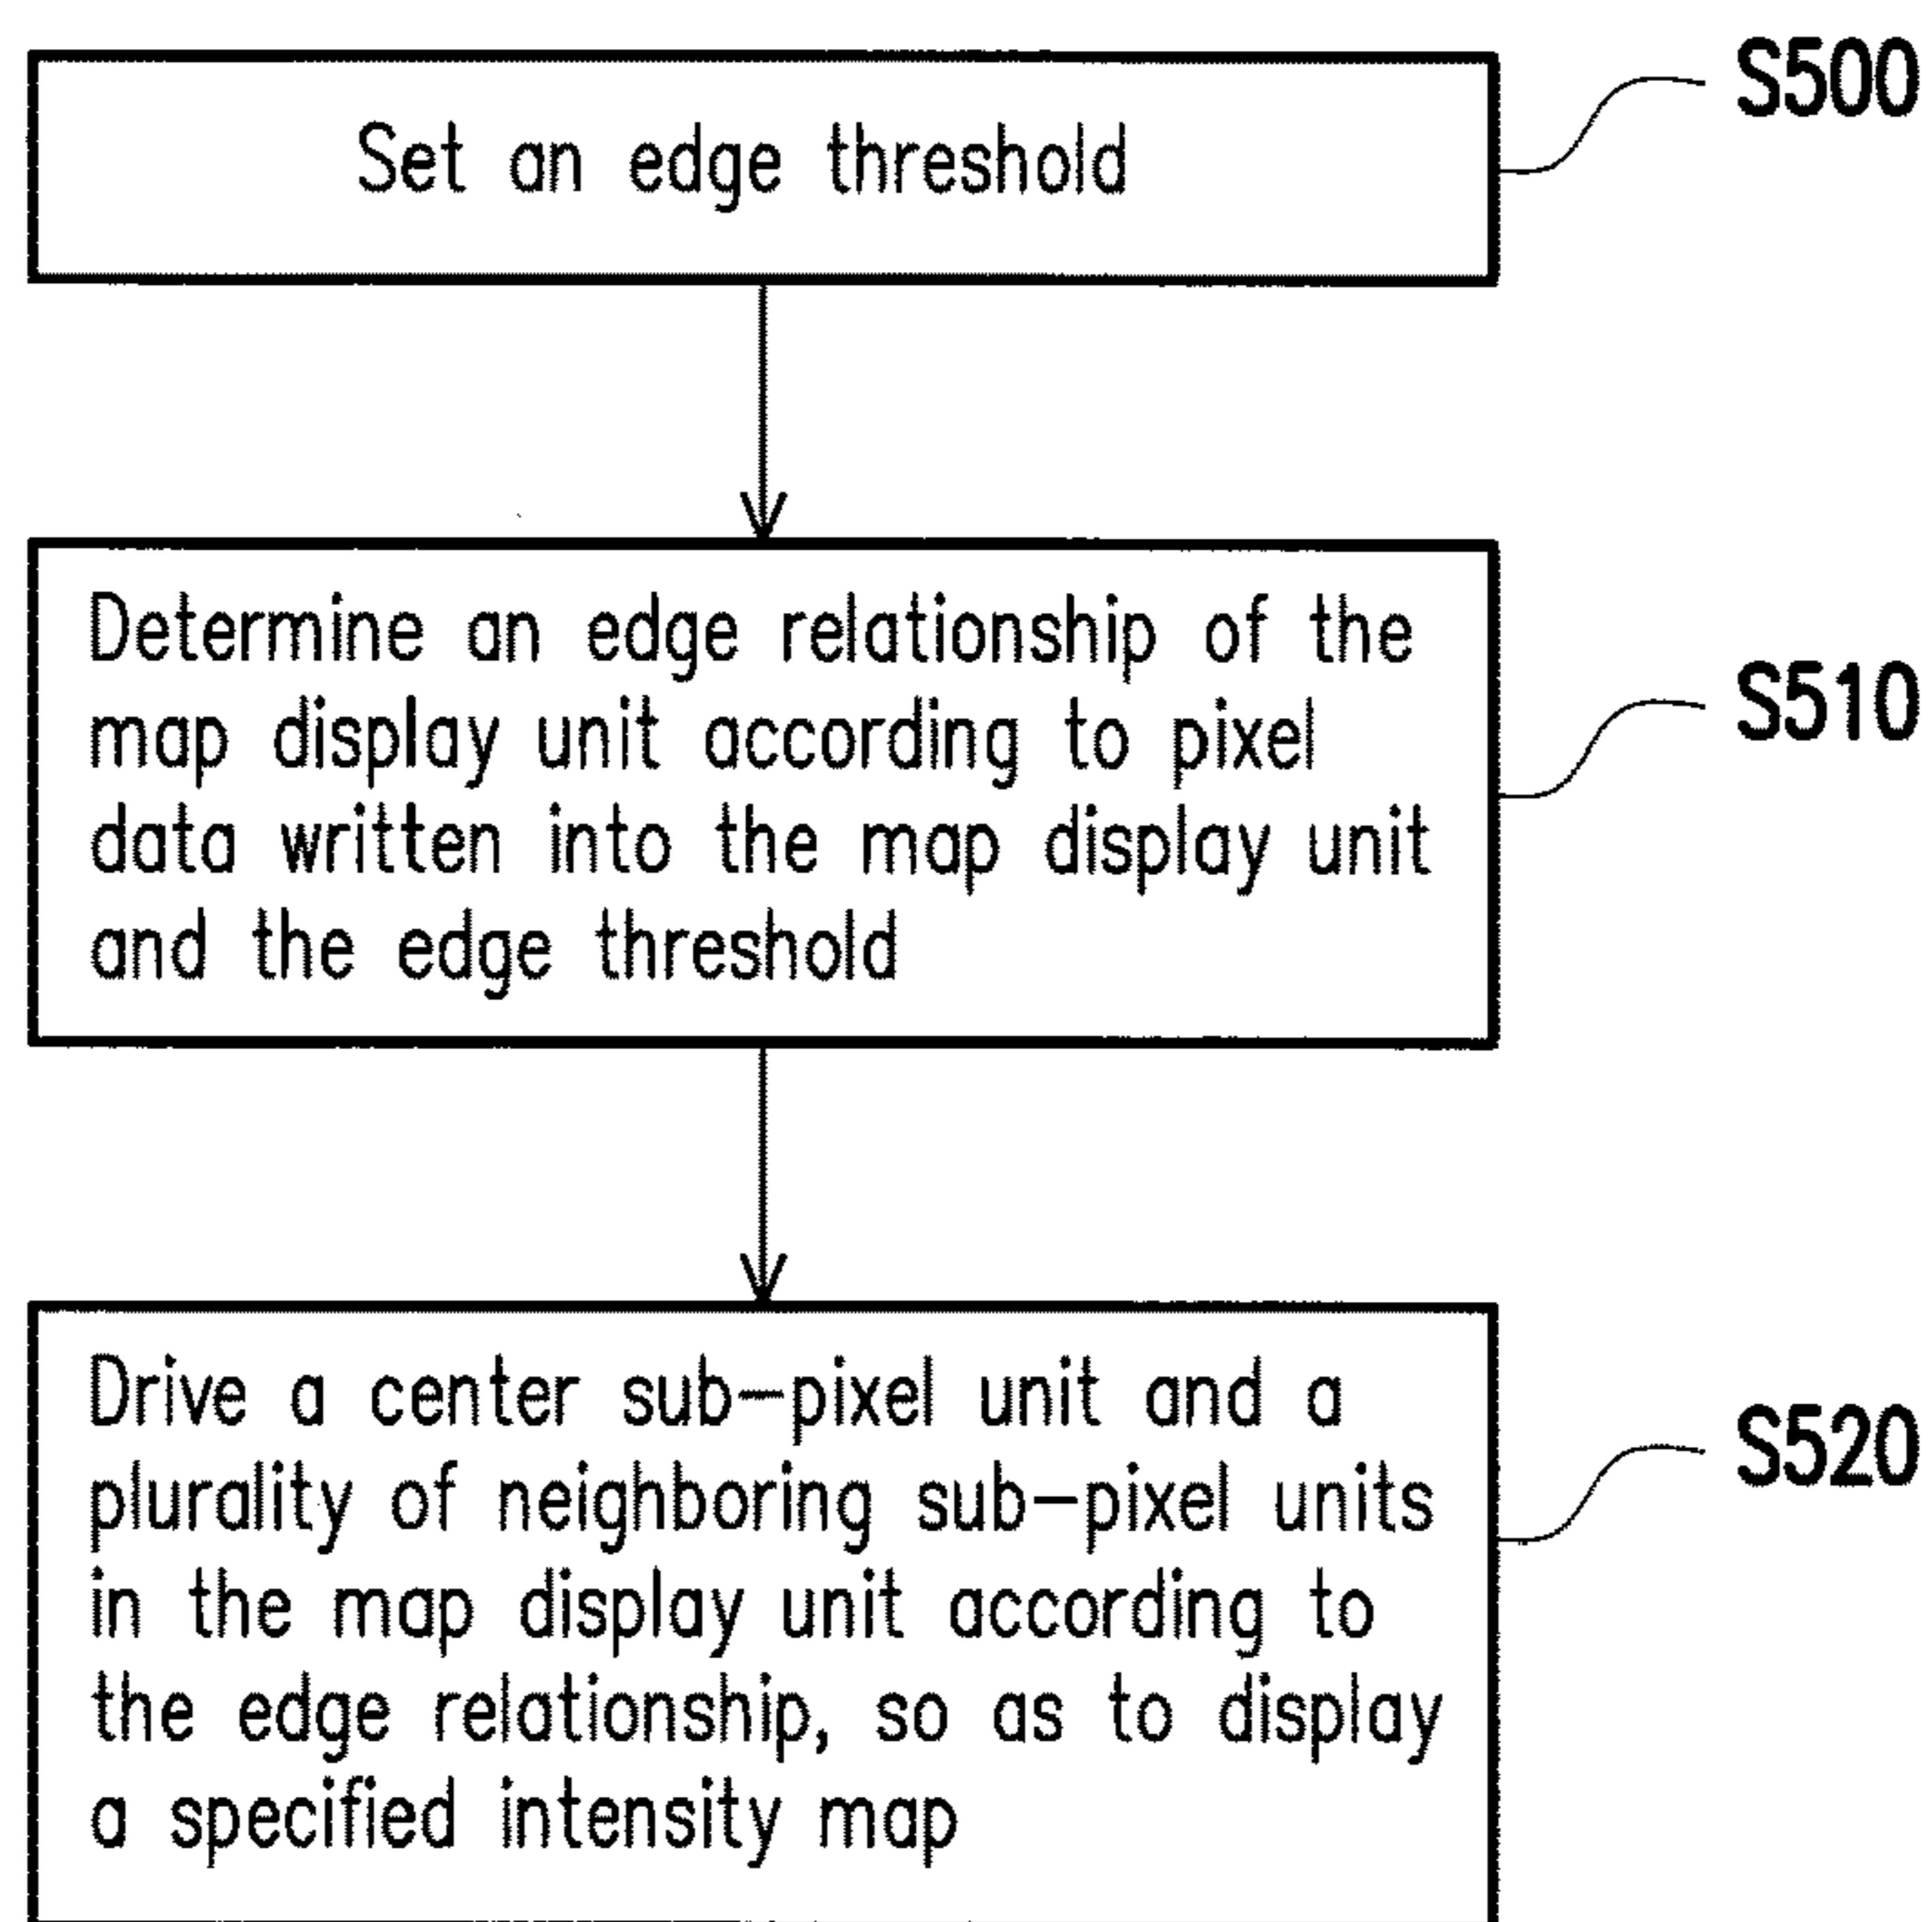 Set an edge threshold
S500
Determine an edge relationship of the
map display unit according to pixel
data written into the map display unit
and the edge threshold
S510
Drive a center sub-pixel unit and a
plurality of neighboring sub-pixel units
in the map display unit according to
the edge relationship, so as to display
a specified intensity map
S520